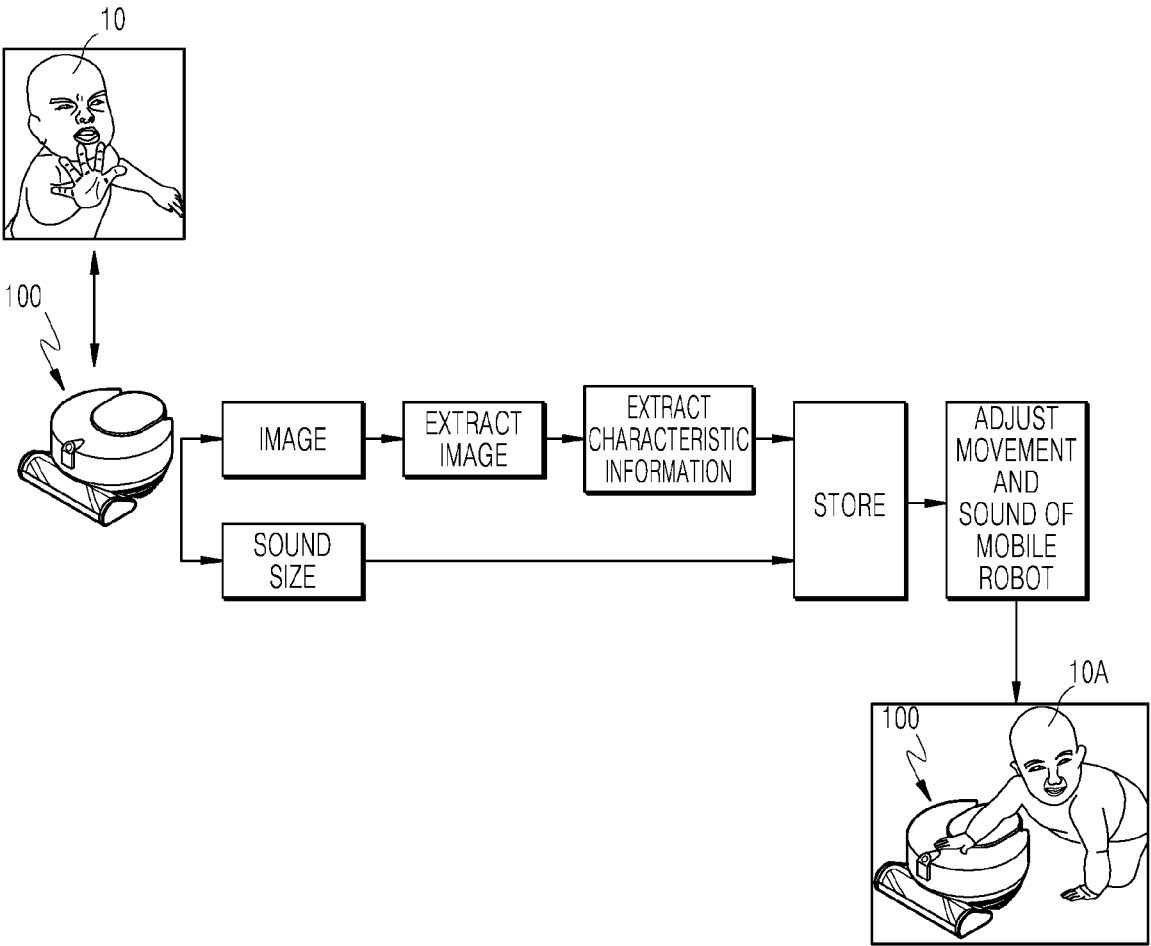 10
100
IMAGE
EXTRACT
IMAGE
EXTRACT
CHARACTERISTIC
INFORMATION
STORE
ADJUST
MOVEMENT
AND
SOUND OF
MOBILE
ROBOT
SOUND
SIZE
10A
100